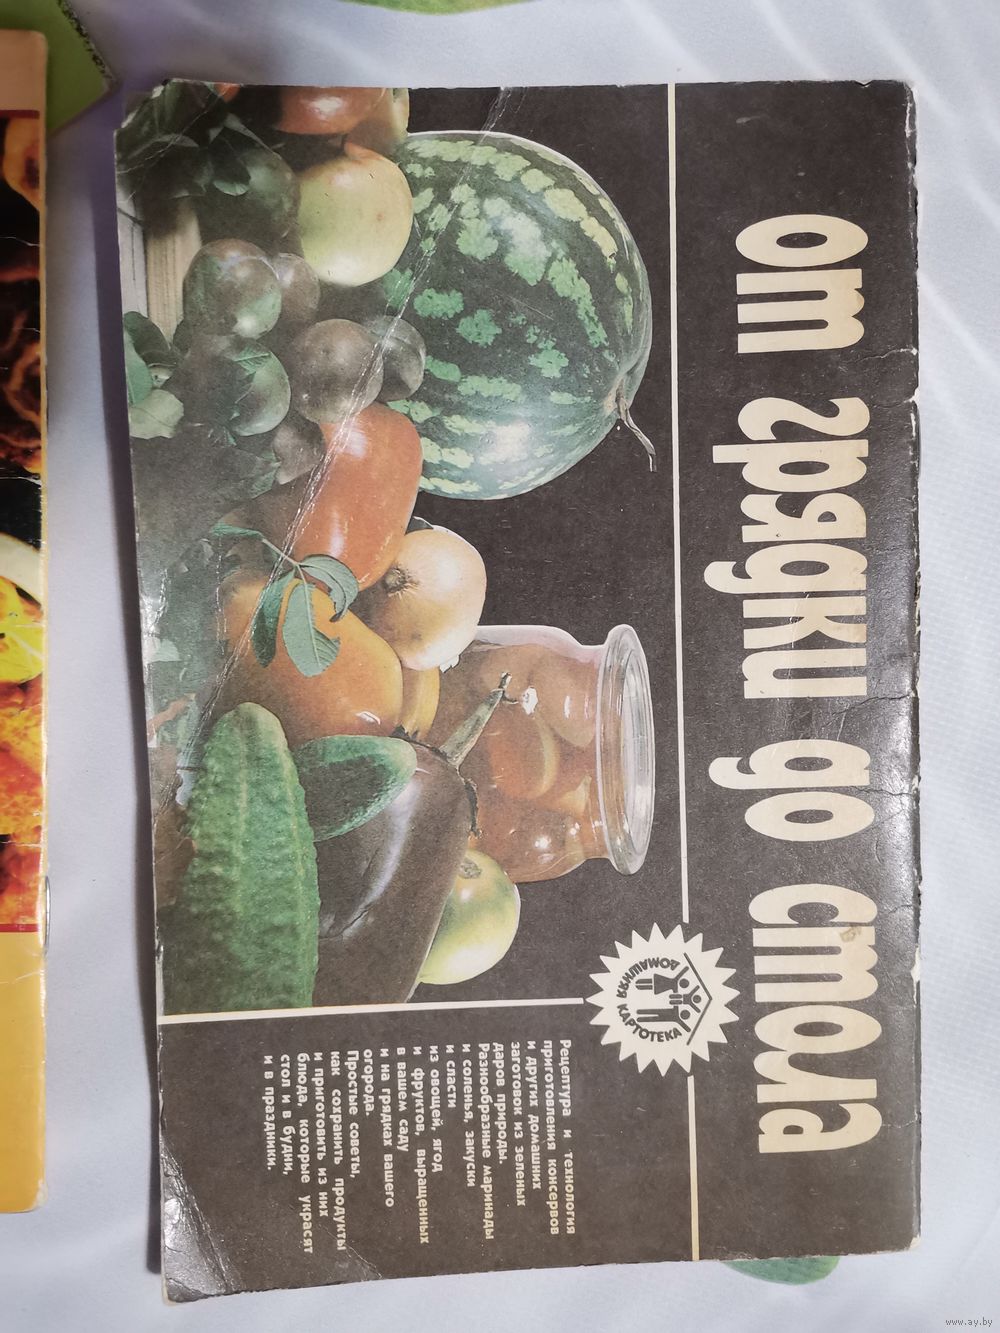 от грядки до стола
ДОМАШНЯЯ КАРТОТЕКА
Рецептура и технология
приготовления консервов
и других домашних
заготовок из зеленых
даров природы.
Разнообразные маринады
и соленья, закуски
и сласти
из овощей, ягод
и фруктов, выращенных
в вашем саду
и на грядках вашего
огорода.
Простые советы,
как сохранить продукты
и приготовить из них
блюда, которые украсят
стол и в будни,
и в праздники.
www.ay.by